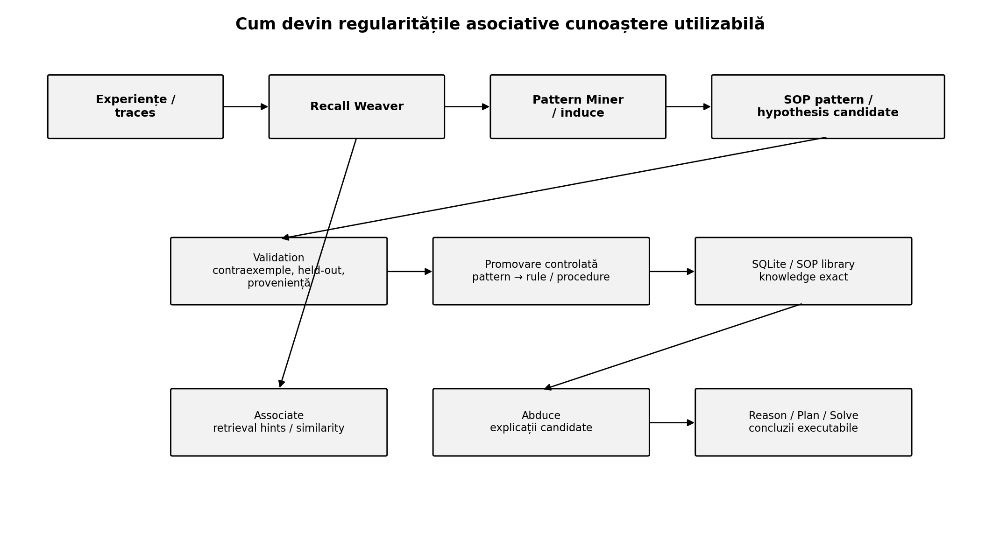 Cum devin regularitățile asociative cunoaștere utilizabilă
Experiențe /
traces
Recall Weaver
Pattern Miner
/ induce
SOP pattern /
hypothesis candidate
Validation
contraexemple, held-out,
proveniență
Promovare controlată
pattern → rule / procedure
SQLite / SOP library
knowledge exact
Associate
retrieval hints / similarity
Abduce
explicații candidate
Reason / Plan / Solve
concluzii executabile